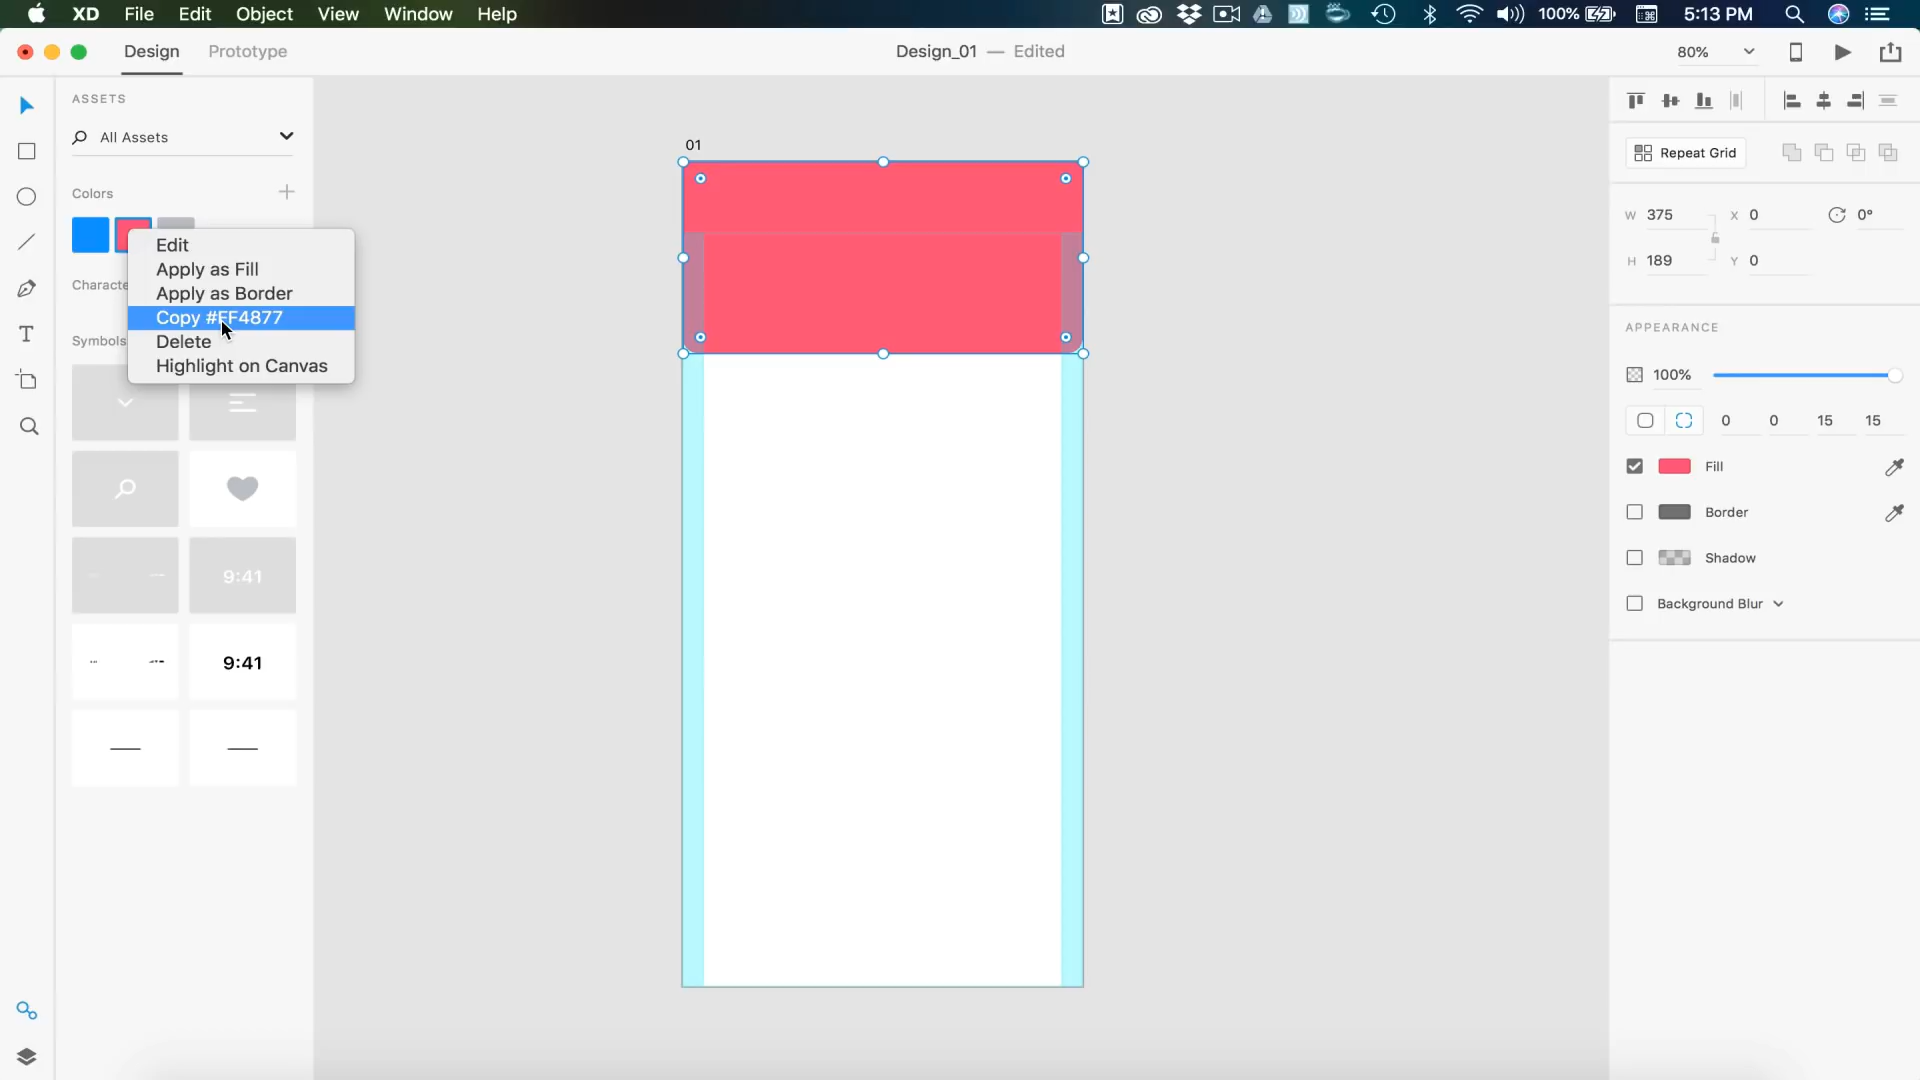 XD File Edit Object View Window Help 100% 5:13 PM
Design Prototype Design_01 — Edited 80%
ASSETS
All Assets
Colors
Edit
Apply as Fill
Apply as Border
Copy #FF4877
Delete
Highlight on Canvas
Characte
Symbols
9:41
9:41
01
Repeat Grid
W 375 X 0 0°
H 189 Y 0
APPEARANCE
100%
0 0 15 15
Fill
Border
Shadow
Background Blur